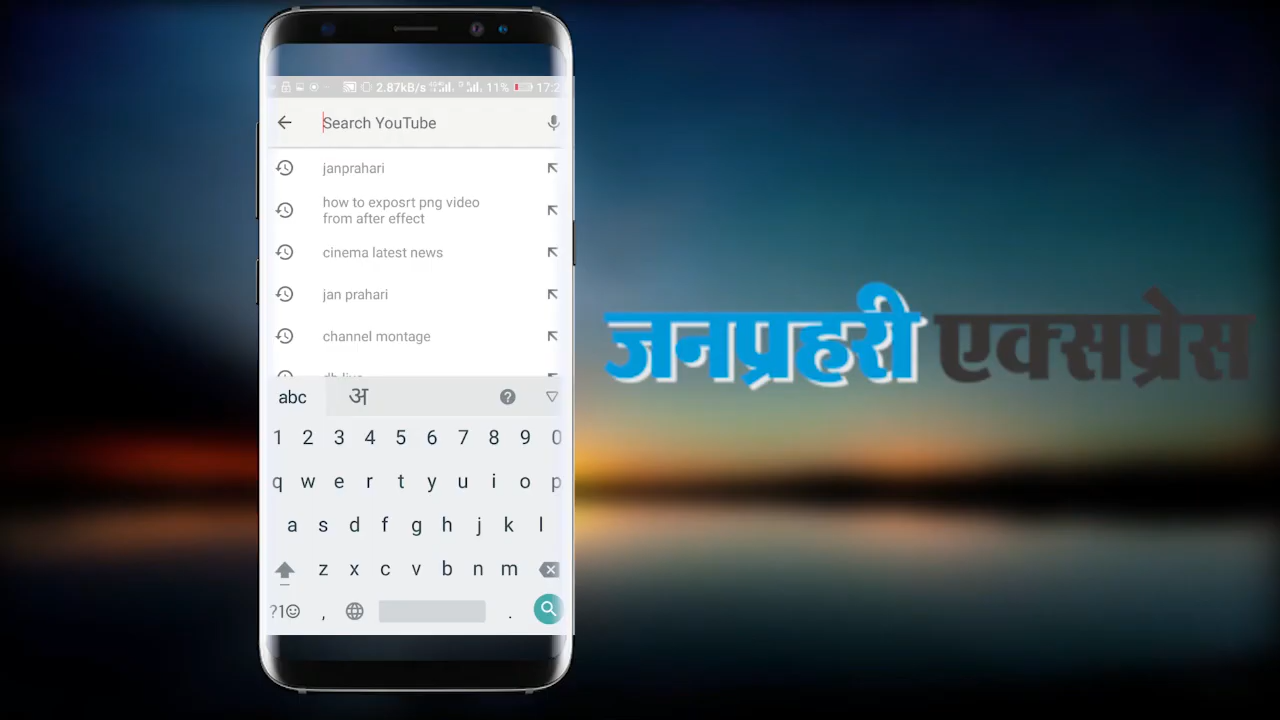 2.87kB/s 11% 17:2
Search YouTube
janprahari
how to exposrt png video
from after effect
cinema latest news
jan prahari
channel montage
abc अ
1 2 3 4 5 6 7 8 9 0
q w e r t y u i o p
a s d f g h j k l
z x c v b n m
?1 , .
जनप्रहरी एक्सप्रेस